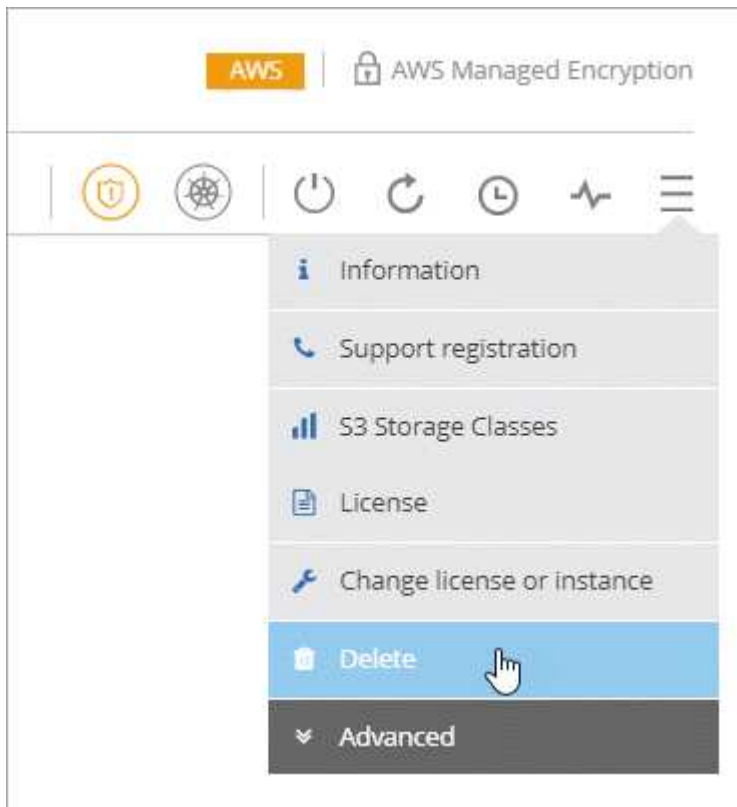 AWS
AWS Managed Encryption
Information
Support registration
S3 Storage Classes
License
Change license or instance
Delete
Advanced